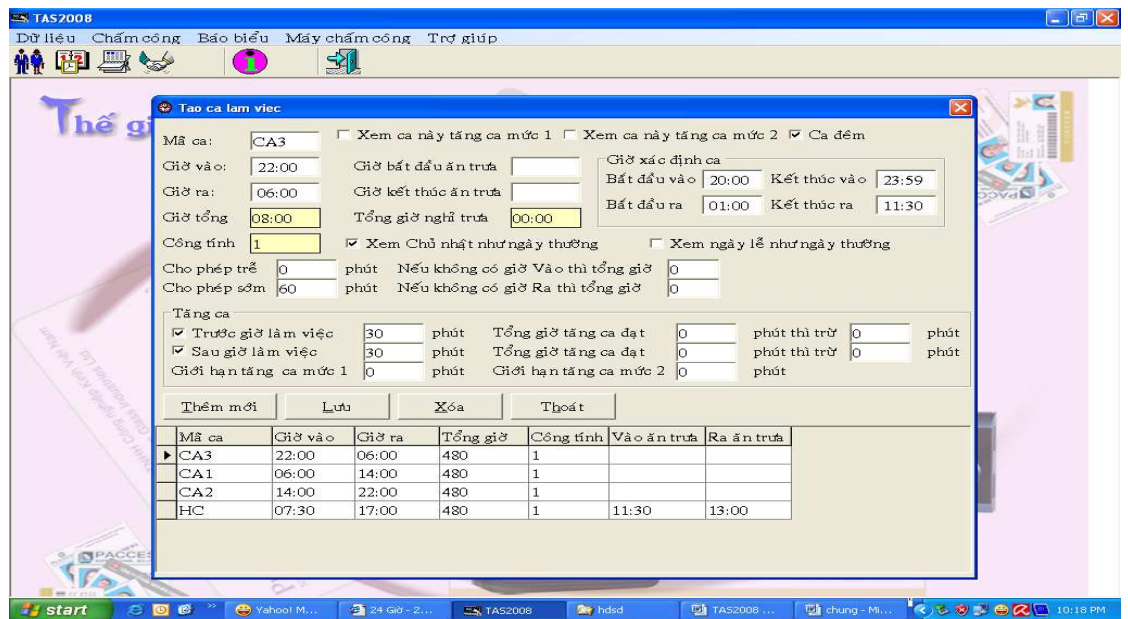 TAS2008
Dữ liệu Chấm công Báo biểu Máy chấm công Trợ giúp
Thế gi
Tao ca lam viec
Mã ca: CA3 Xem ca này tăng ca mức 1 Xem ca này tăng ca mức 2 Ca đêm
Giờ vào: 22:00 Giờ bắt đầu ăn trưa Giờ xác định ca
Bắt đầu vào 20:00 Kết thúc vào 23:59
Giờ ra: 06:00 Giờ kết thúc ăn trưa
Bắt đầu ra 01:00 Kết thúc ra 11:30
Giờ tổng 08:00 Tổng giờ nghỉ trưa 00:00
Công tính 1 Xem Chủ nhật như ngày thường Xem ngày lễ như ngày thường
Cho phép trễ 0 phút Nếu không có giờ Vào thì tổng giờ 0
Cho phép sớm 60 phút Nếu không có giờ Ra thì tổng giờ 0
Tăng ca
Trước giờ làm việc 30 phút Tổng giờ tăng ca đạt 0 phút thì trừ 0 phút
Sau giờ làm việc 30 phút Tổng giờ tăng ca đạt 0 phút thì trừ 0 phút
Giới hạn tăng ca mức 1 0 phút Giới hạn tăng ca mức 2 0 phút
Thêm mới Lưu Xóa Thoát
Mã ca Giờ vào Giờ ra Tổng giờ Công tính Vào ăn trưa Ra ăn trưa
CA3 22:00 06:00 480 1
CA1 06:00 14:00 480 1
CA2 14:00 22:00 480 1
HC 07:30 17:00 480 1 11:30 13:00
start Yahoo! M... 24 Giờ - 2... TAS2008 hdsd TAS2008 ... chung - Mi... 10:18 PM